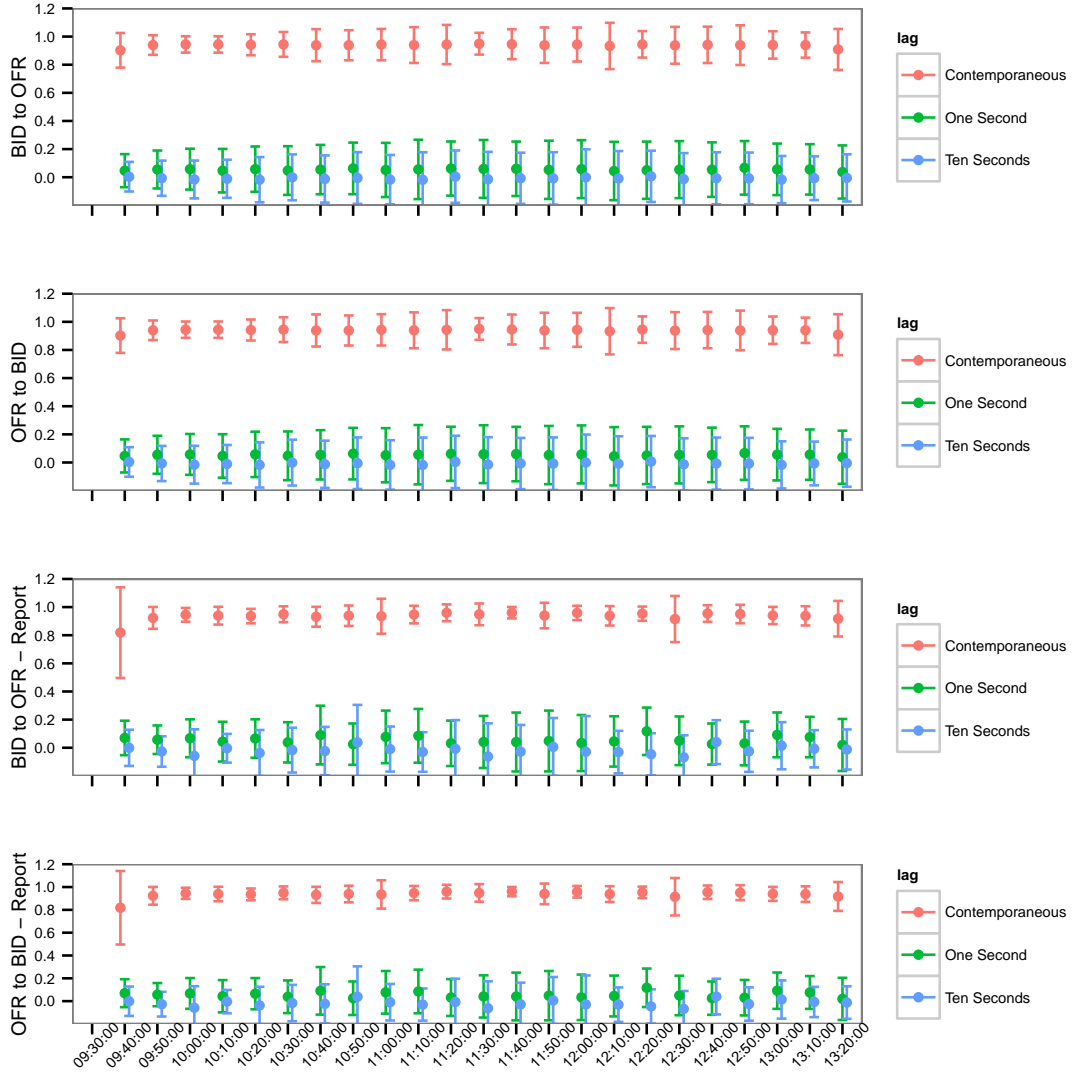 BID to OFR
1.2
1.0
0.8
0.6
0.4
0.2
0.0
lag
Contemporaneous
One Second
Ten Seconds
OFR to BID
1.2
1.0
0.8
0.6
0.4
0.2
0.0
lag
Contemporaneous
One Second
Ten Seconds
BID to OFR – Report
1.2
1.0
0.8
0.6
0.4
0.2
0.0
lag
Contemporaneous
One Second
Ten Seconds
OFR to BID – Report
1.2
1.0
0.8
0.6
0.4
0.2
0.0
lag
Contemporaneous
One Second
Ten Seconds
09:30:00
09:40:00
09:50:00
10:00:00
10:10:00
10:20:00
10:30:00
10:40:00
10:50:00
11:00:00
11:10:00
11:20:00
11:30:00
11:40:00
11:50:00
12:00:00
12:10:00
12:20:00
12:30:00
12:40:00
12:50:00
13:00:00
13:10:00
13:20:00